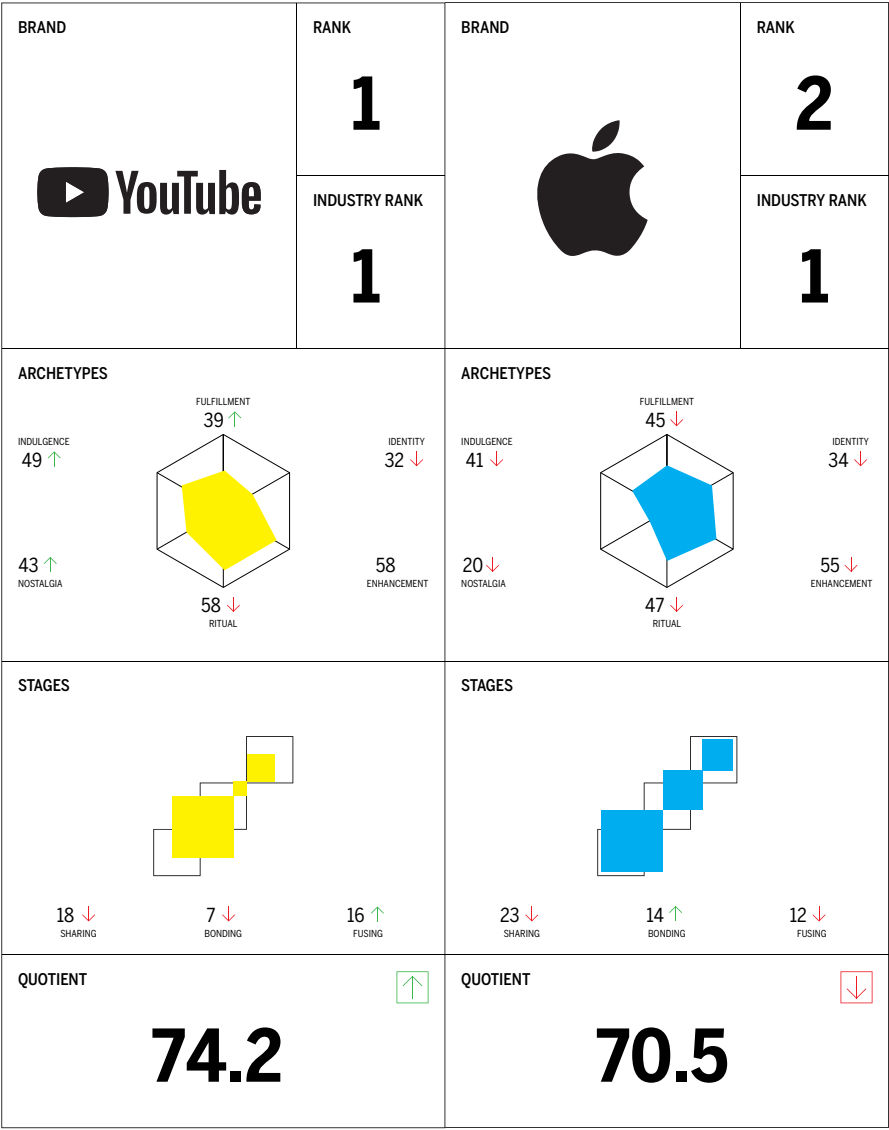 BRAND
YouTube
RANK
1
INDUSTRY RANK
1
ARCHETYPES
FULFILLMENT
39 ↑
INDULGENCE
49 ↑
IDENTITY
32 ↓
43 ↑
NOSTALGIA
58
ENHANCEMENT
58 ↓
RITUAL
STAGES
18 ↓
SHARING
7 ↓
BONDING
16 ↑
FUSING
QUOTIENT
↑
74.2
BRAND
RANK
2
INDUSTRY RANK
1
ARCHETYPES
FULFILLMENT
45 ↓
INDULGENCE
41 ↓
IDENTITY
34 ↓
20 ↓
NOSTALGIA
55 ↓
ENHANCEMENT
47 ↓
RITUAL
STAGES
23 ↓
SHARING
14 ↑
BONDING
12 ↓
FUSING
QUOTIENT
↓
70.5